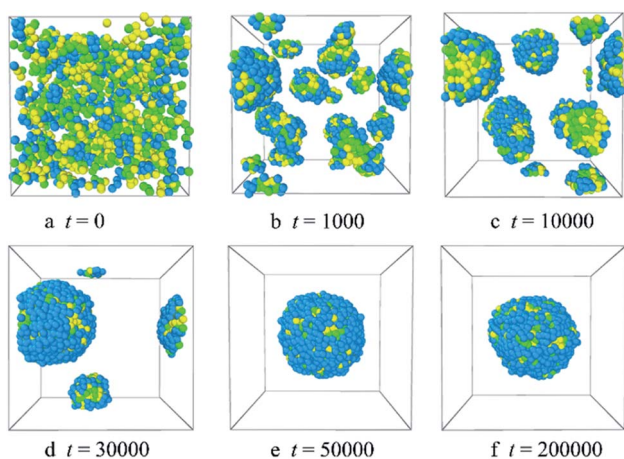 a t = 0
b t = 1000
c t = 10000
d t = 30000
e t = 50000
f t = 200000